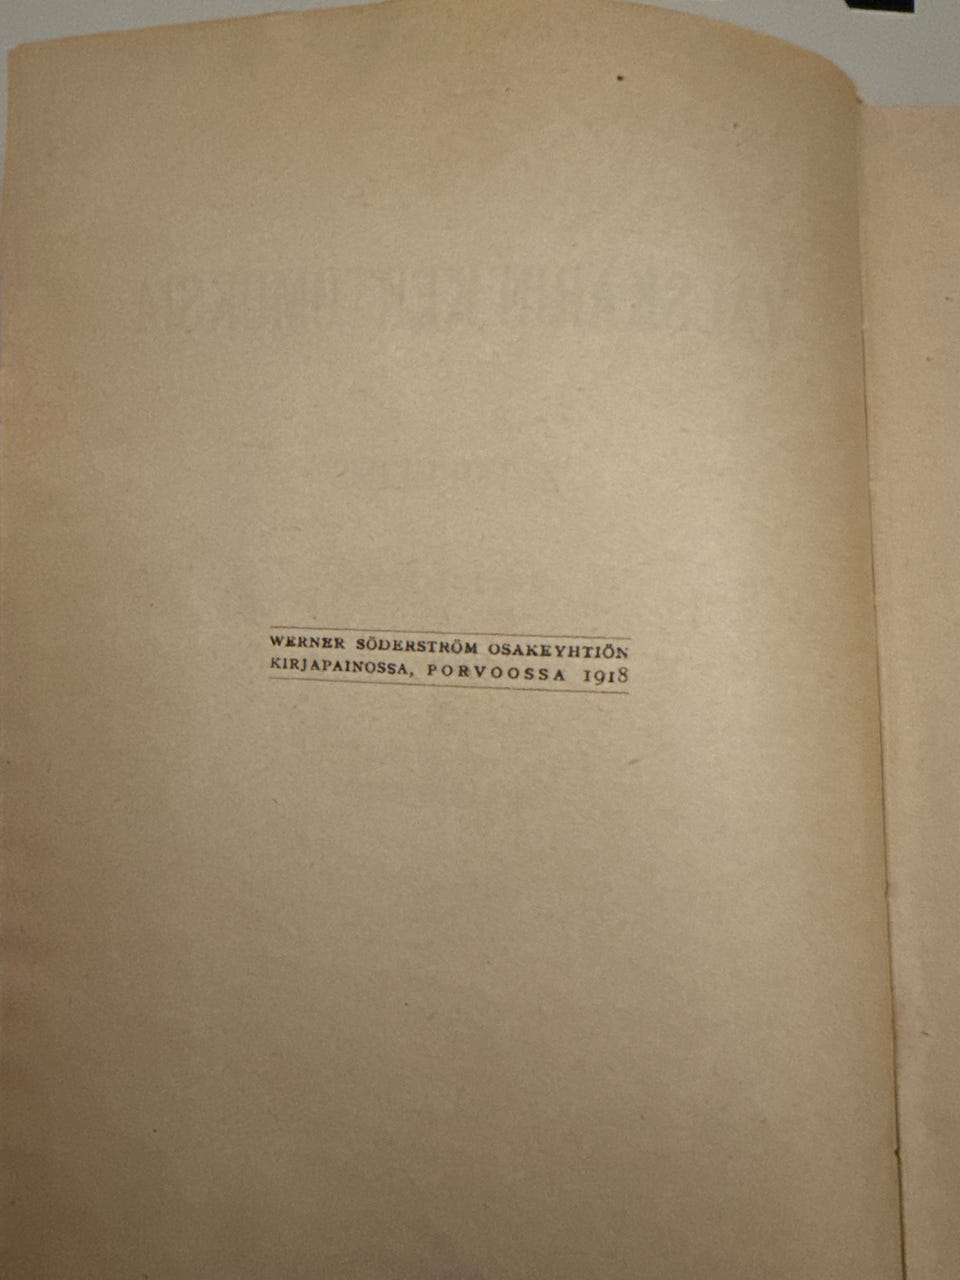 WERNER SÖDERSTRÖM OSAKEYHTIÖN
KIRJAPAINOSSA, PORVOOSSA 1918